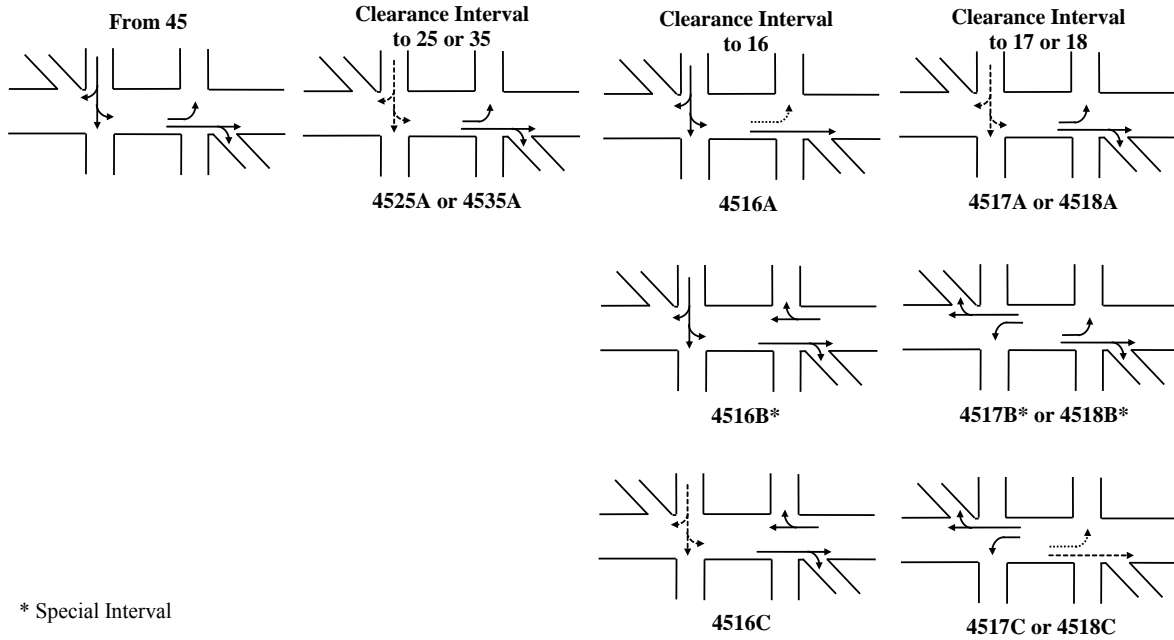 From 45
Clearance Interval
to 25 or 35
Clearance Interval
to 16
Clearance Interval
to 17 or 18
4525A or 4535A
4516A
4517A or 4518A
4516B*
4517B* or 4518B*
* Special Interval
4516C
4517C or 4518C